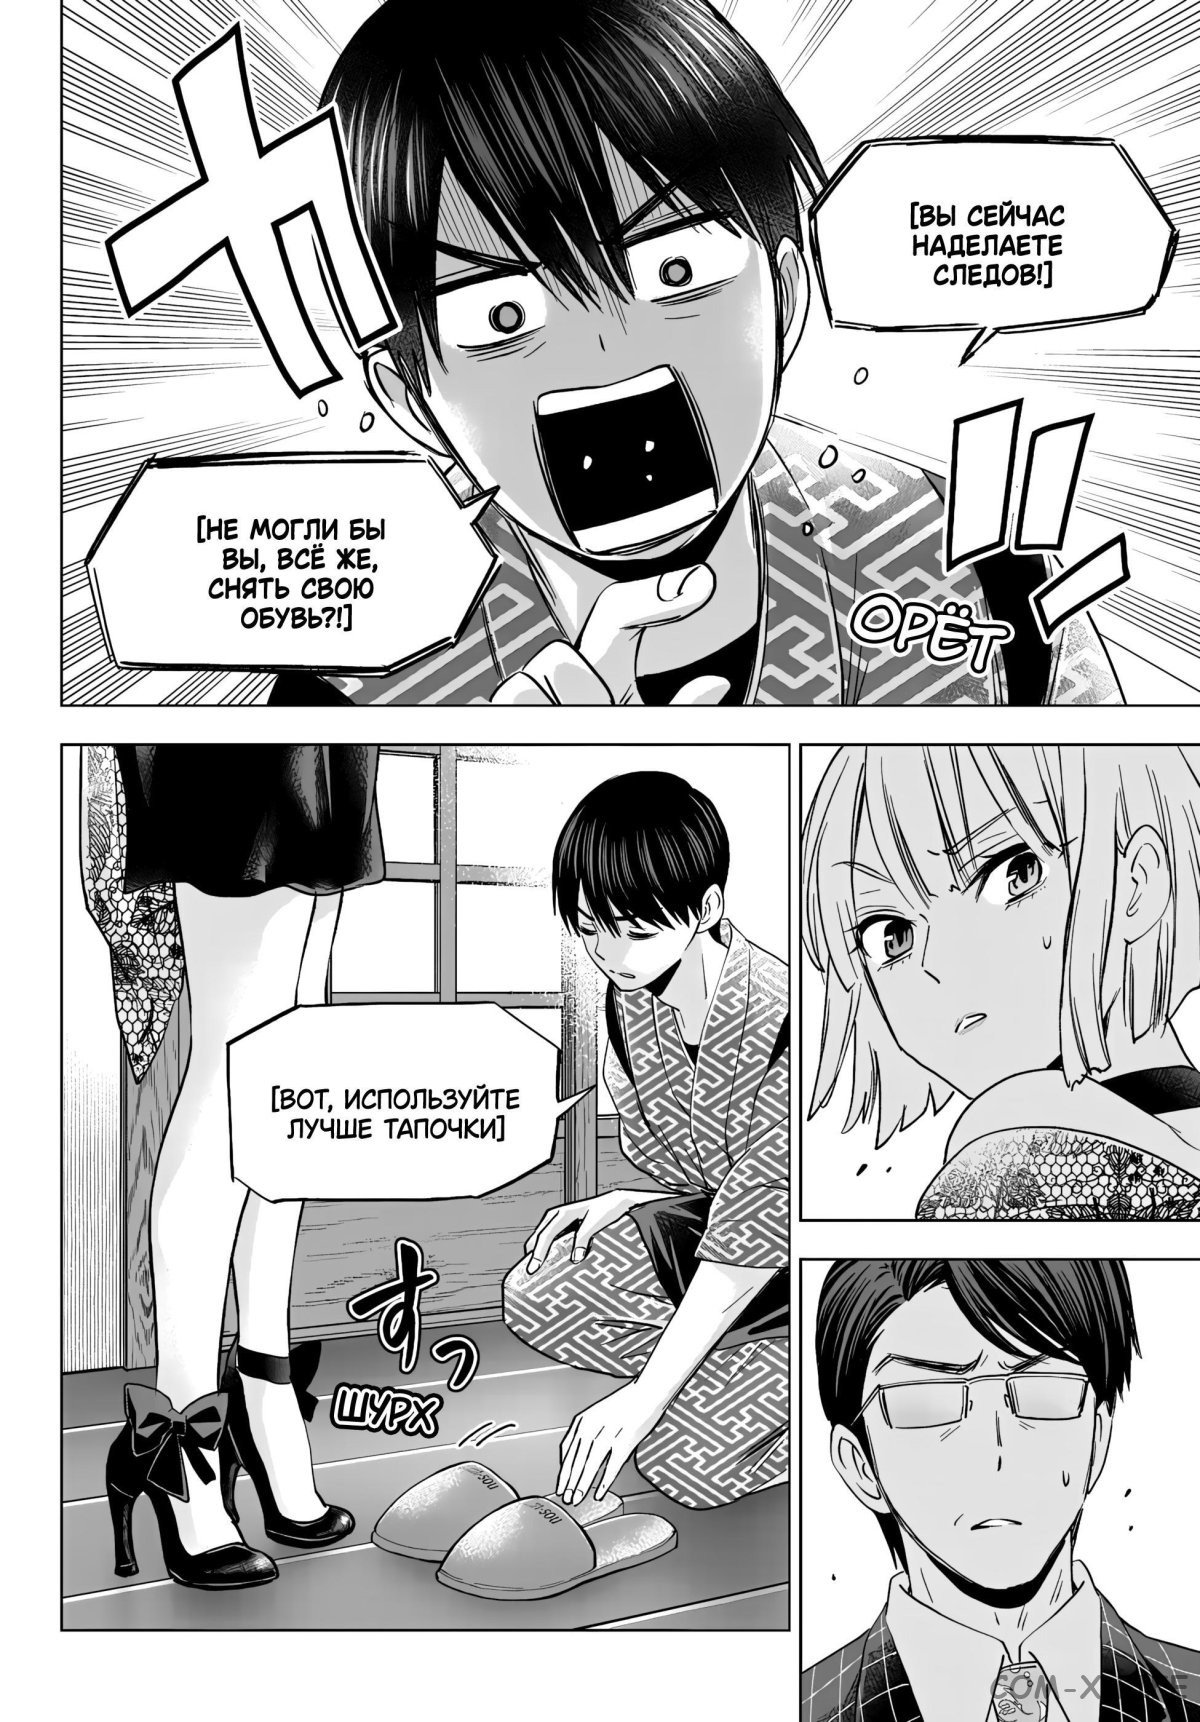 [ВЫ СЕЙЧАС
НАДЕЛАЕТЕ
СЛЕДОВ!]
[НЕ МОГЛИ БЫ
ВЫ, ВСЁ ЖЕ,
СНЯТЬ СВОЮ
ОБУВЬ?!]
ОРЁТ
[ВОТ, ИСПОЛЬЗУЙТЕ
ЛУЧШЕ ТАПОЧКИ]
すっ
ШУРХ